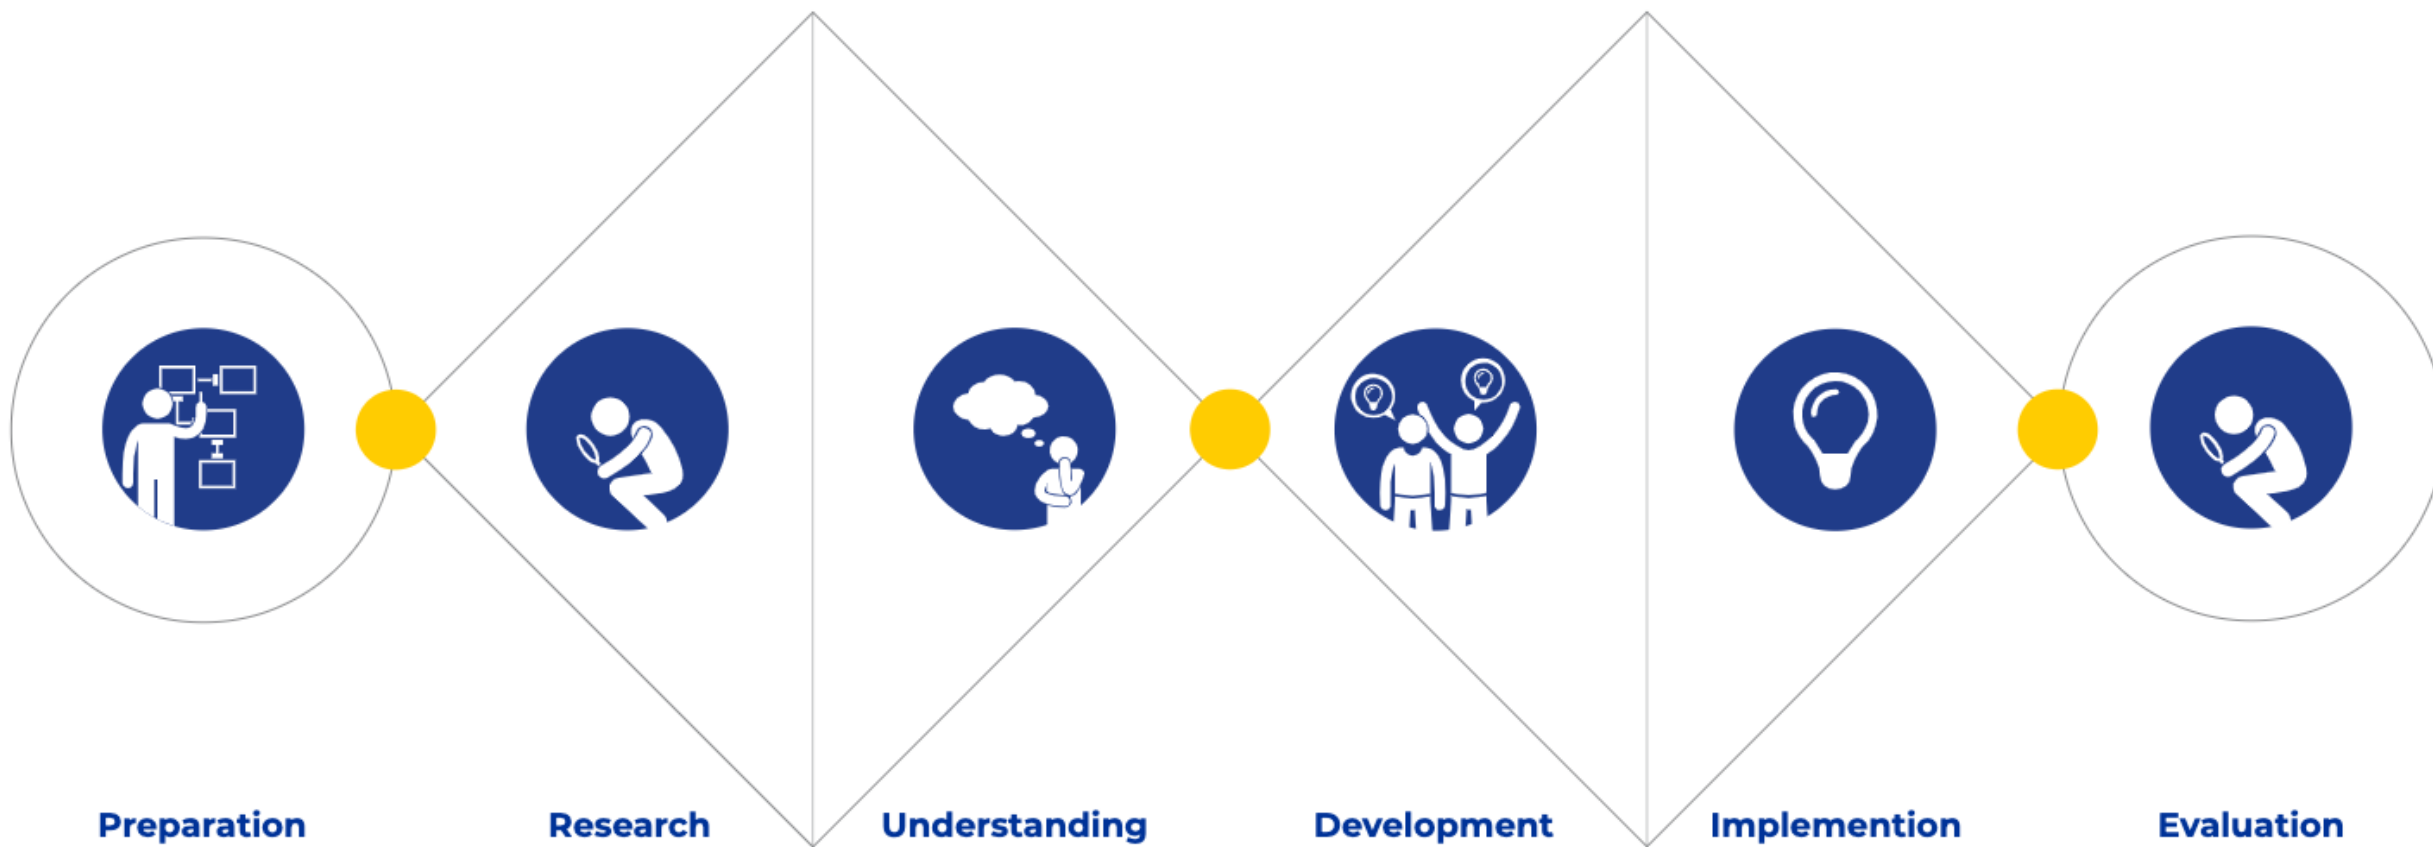 Preparation
Research
Understanding
Development
Implemention
Evaluation